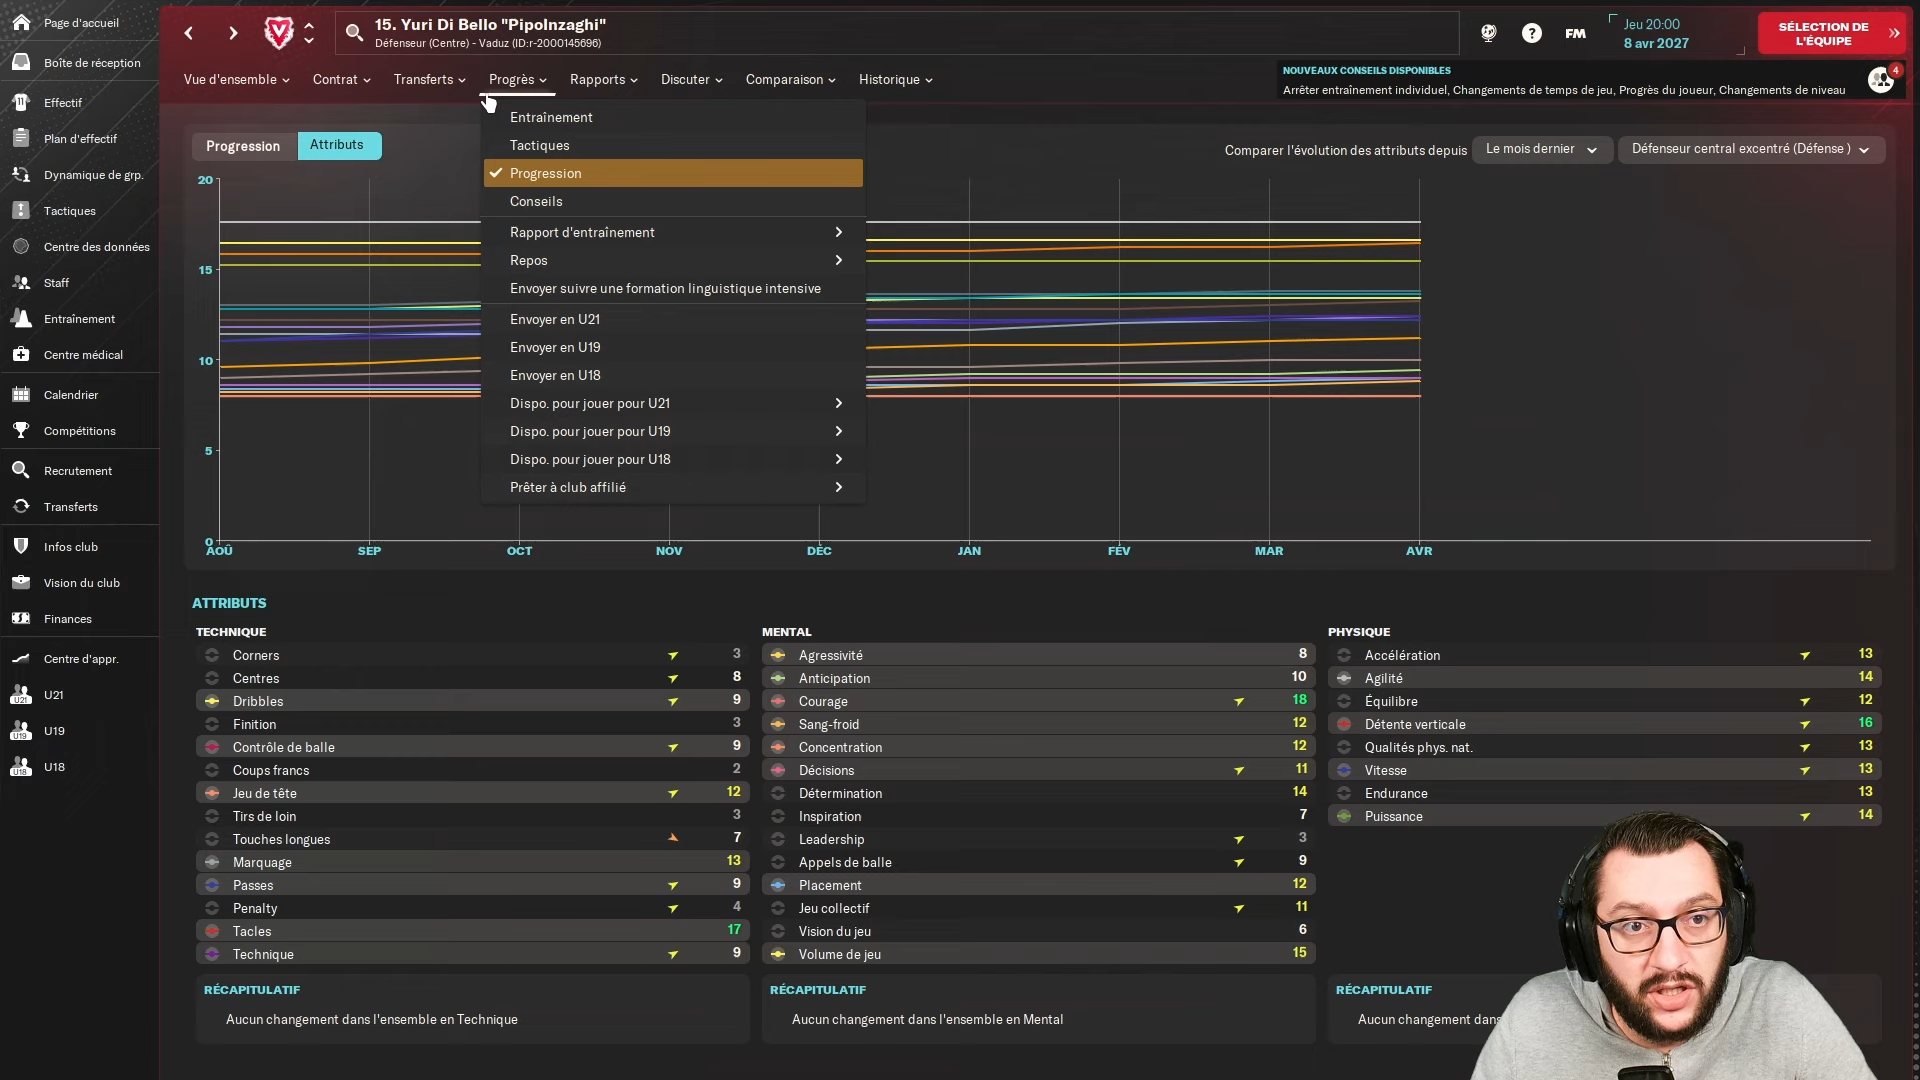 Page d'accueil
Boîte de réception
Effectif
Plan d'effectif
Dynamique de grp.
Tactiques
Centre des données
Staff
Entraînement
Centre médical
Calendrier
Compétitions
Recrutement
Transferts
Infos club
Vision du club
Finances
Centre d'appr.
U21
U19
U18
15. Yuri Di Bello "PipoInzaghi"
Défenseur (Centre) - Vaduz (ID:r-2000145696)
FM
Jeu 20:00
8 avr 2027
SÉLECTION DE
L'ÉQUIPE
Vue d'ensemble
Contrat
Transferts
Progrès
Rapports
Discuter
Comparaison
Historique
NOUVEAUX CONSEILS DISPONIBLES
Arrêter entraînement individuel, Changements de temps de jeu, Progrès du joueur, Changements de niveau
4
Entraînement
Tactiques
Progression
Conseils
Rapport d'entraînement
Repos
Envoyer suivre une formation linguistique intensive
Envoyer en U21
Envoyer en U19
Envoyer en U18
Dispo. pour jouer pour U21
Dispo. pour jouer pour U19
Dispo. pour jouer pour U18
Prêter à club affilié
Progression
Attributs
Comparer l'évolution des attributs depuis
Le mois dernier
Défenseur central excentré (Défense )
20
15
10
5
0
AOÛ SEP OCT NOV DÉC JAN FÉV MAR AVR
ATTRIBUTS
TECHNIQUE
Corners 3
Centres 8
Dribbles 9
Finition 3
Contrôle de balle 9
Coups francs 2
Jeu de tête 12
Tirs de loin 3
Touches longues 7
Marquage 13
Passes 9
Penalty 4
Tacles 17
Technique 9
RÉCAPITULATIF
Aucun changement dans l'ensemble en Technique
MENTAL
Agressivité 8
Anticipation 10
Courage 18
Sang-froid 12
Concentration 12
Décisions 11
Détermination 14
Inspiration 7
Leadership 3
Appels de balle 9
Placement 12
Jeu collectif 11
Vision du jeu 6
Volume de jeu 15
RÉCAPITULATIF
Aucun changement dans l'ensemble en Mental
PHYSIQUE
Accélération 13
Agilité 14
Équilibre 12
Détente verticale 16
Qualités phys. nat. 13
Vitesse 13
Endurance 13
Puissance 14
RÉCAPITULATIF
Aucun changement dans